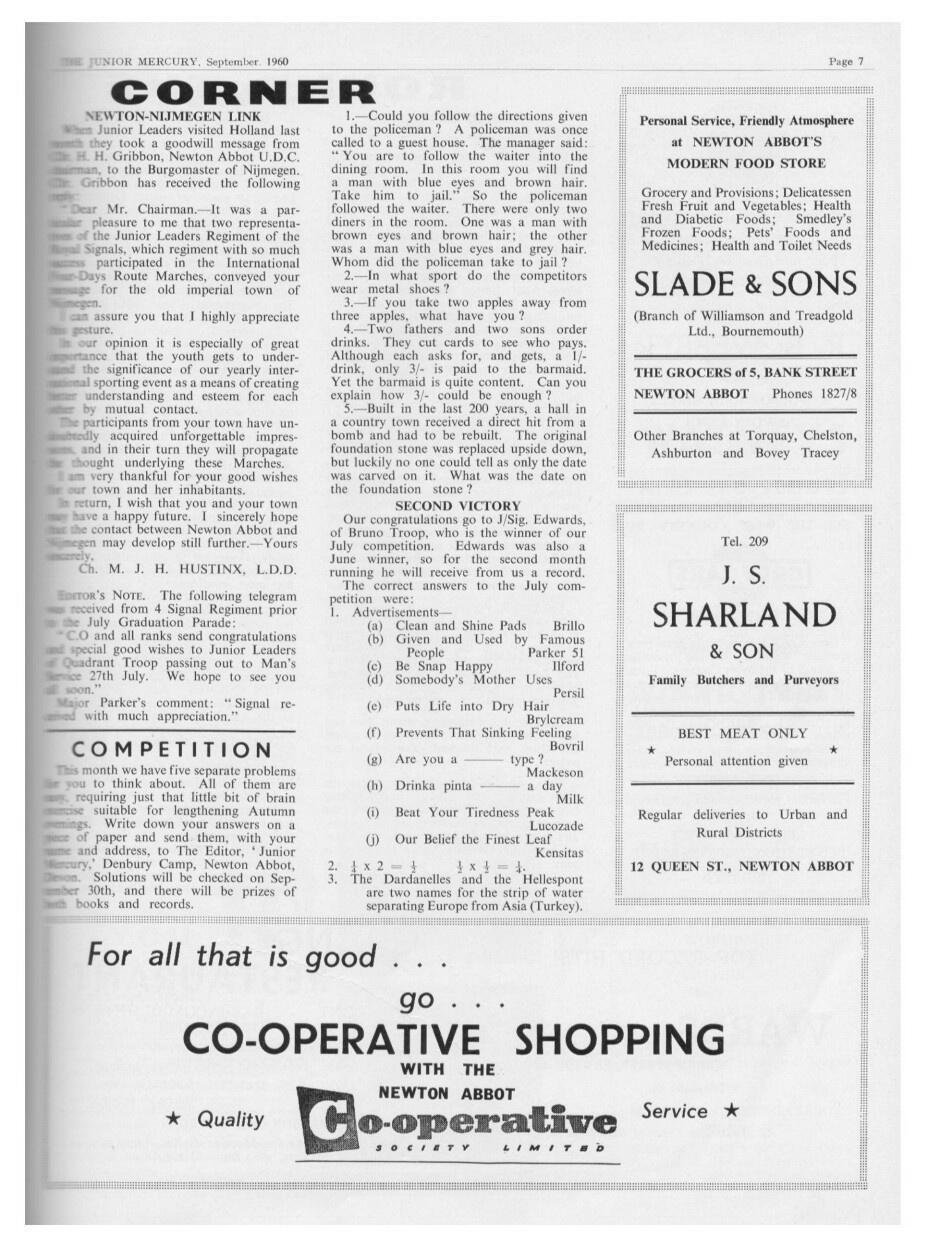 JUNIOR MERCURY, September. 1960
Page 7
CORNER
NEWTON-NIJMEGEN LINK
Junior Leaders visited Holland last
they took a goodwill message from
H. Gribbon, Newton Abbot U.D.C.
to the Burgomaster of Nijmegen.
Gribbon has received the following
Dear Mr. Chairman.—It was a par-
pleasure to me that two representa-
of the Junior Leaders Regiment of the
Signals, which regiment with so much
participated in the International
Route Marches, conveyed your
for the old imperial town of
assure you that I highly appreciate
gesture.
our opinion it is especially of great
that the youth gets to under-
the significance of our yearly inter-
sporting event as a means of creating
understanding and esteem for each
by mutual contact.
participants from your town have un-
acquired unforgettable impres-
and in their turn they will propagate
thought underlying these Marches.
very thankful for your good wishes
our town and her inhabitants.
return, I wish that you and your town
have a happy future. I sincerely hope
the contact between Newton Abbot and
may develop still further.—Yours
Ch. M. J. H. HUSTINX, L.D.D.
EDITOR'S NOTE. The following telegram
received from 4 Signal Regiment prior
the July Graduation Parade:
"C.O and all ranks send congratulations
special good wishes to Junior Leaders
Quadrant Troop passing out to Man's
27th July. We hope to see you
soon."
Major Parker's comment: "Signal re-
with much appreciation."
COMPETITION
This month we have five separate problems
you to think about. All of them are
requiring just that little bit of brain
suitable for lengthening Autumn
Write down your answers on a
of paper and send them, with your
and address, to The Editor, 'Junior
Denbury Camp, Newton Abbot,
Solutions will be checked on Sep-
30th, and there will be prizes of
books and records.
1.—Could you follow the directions given
to the policeman ? A policeman was once
called to a guest house. The manager said:
"You are to follow the waiter into the
dining room. In this room you will find
a man with blue eyes and brown hair.
Take him to jail." So the policeman
followed the waiter. There were only two
diners in the room. One was a man with
brown eyes and brown hair; the other
was a man with blue eyes and grey hair.
Whom did the policeman take to jail ?
2.—In what sport do the competitors
wear metal shoes ?
3.—If you take two apples away from
three apples, what have you ?
4.—Two fathers and two sons order
drinks. They cut cards to see who pays.
Although each asks for, and gets, a 1/-
drink, only 3/- is paid to the barmaid.
Yet the barmaid is quite content. Can you
explain how 3/- could be enough ?
5.—Built in the last 200 years, a hall in
a country town received a direct hit from a
bomb and had to be rebuilt. The original
foundation stone was replaced upside down,
but luckily no one could tell as only the date
was carved on it. What was the date on
the foundation stone ?
SECOND VICTORY
Our congratulations go to J/Sig. Edwards,
of Bruno Troop, who is the winner of our
July competition. Edwards was also a
June winner, so for the second month
running he will receive from us a record.
The correct answers to the July com-
petition were:
1. Advertisements—
(a) Clean and Shine Pads Brillo
(b) Given and Used by Famous
People Parker 51
(c) Be Snap Happy Ilford
(d) Somebody's Mother Uses
Persil
(e) Puts Life into Dry Hair
Brylcream
(f) Prevents That Sinking Feeling
Bovril
(g) Are you a —— type ?
Mackeson
(h) Drinka pinta —— a day
Milk
(i) Beat Your Tiredness Peak
Lucozade
(j) Our Belief the Finest Leaf
Kensitas
2. ¼ x 2 = ½ ½ x ½ = ¼.
3. The Dardanelles and the Hellespont
are two names for the strip of water
separating Europe from Asia (Turkey).
Personal Service, Friendly Atmosphere
at NEWTON ABBOT'S
MODERN FOOD STORE
Grocery and Provisions; Delicatessen
Fresh Fruit and Vegetables; Health
and Diabetic Foods; Smedley's
Frozen Foods; Pets' Foods and
Medicines; Health and Toilet Needs
SLADE & SONS
(Branch of Williamson and Treadgold
Ltd., Bournemouth)
THE GROCERS of 5, BANK STREET
NEWTON ABBOT Phones 1827/8
Other Branches at Torquay, Chelston,
Ashburton and Bovey Tracey
Tel. 209
J. S.
SHARLAND
& SON
Family Butchers and Purveyors
BEST MEAT ONLY
Personal attention given
Regular deliveries to Urban and
Rural Districts
12 QUEEN ST., NEWTON ABBOT
For all that is good . . .
go . . .
CO-OPERATIVE SHOPPING
WITH THE
NEWTON ABBOT
★ Quality
Co-operative
SOCIETY LIMITED
Service ★